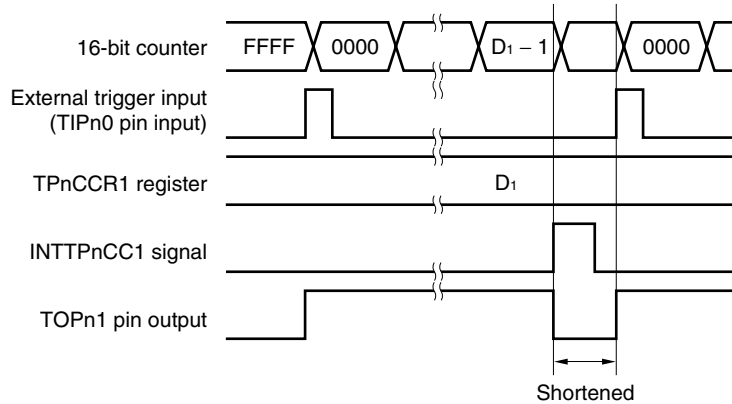 16-bit counter FFFF 0000 D₁ − 1 0000
External trigger input
(TIPn0 pin input)
TPnCCR1 register D₁
INTTPnCC1 signal
TOPn1 pin output
Shortened